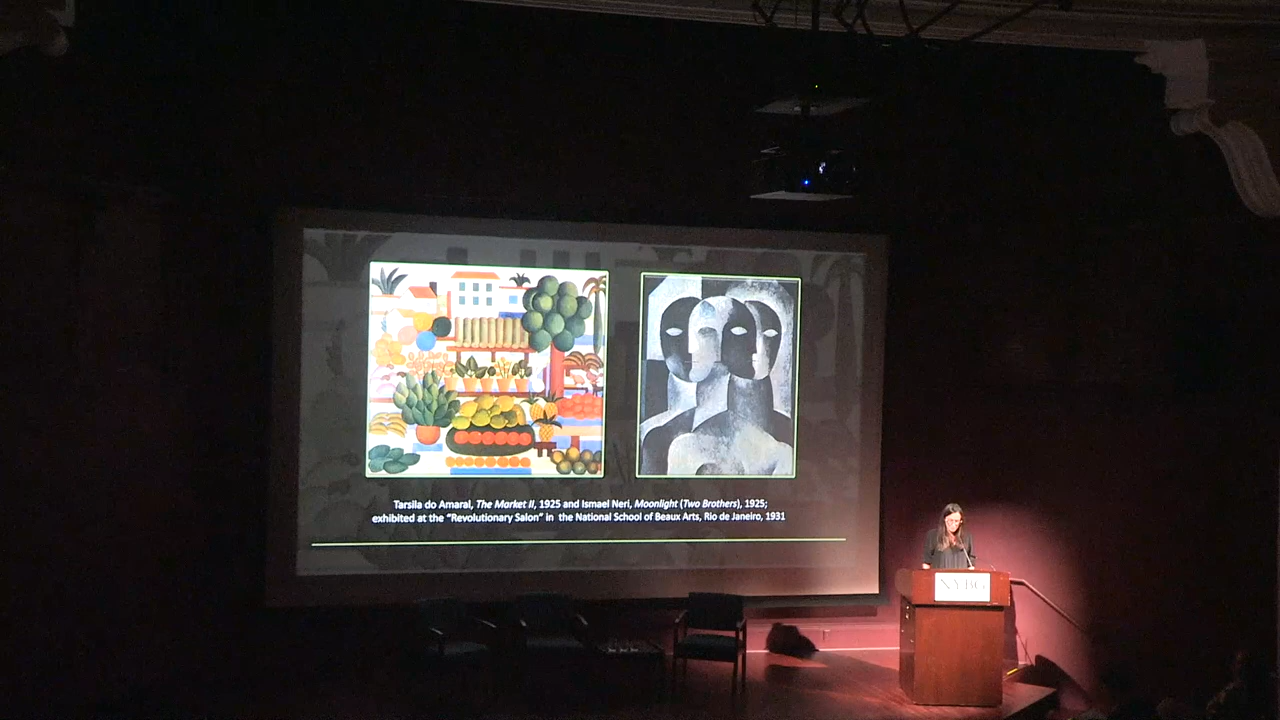 Tarsila do Amaral, The Market II, 1925 and Ismael Neri, Moonlight (Two Brothers), 1925;
exhibited at the "Revolutionary Salon" in the National School of Beaux Arts, Rio de Janeiro, 1931
NYBG